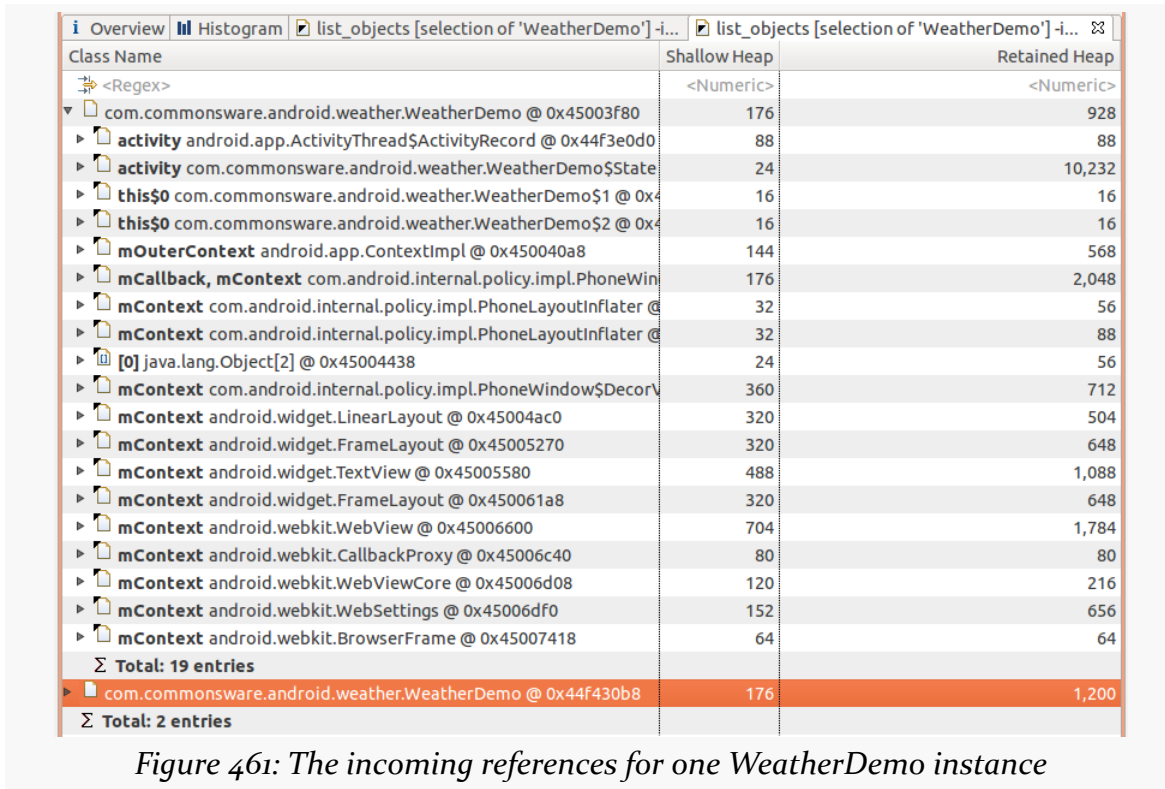 i Overview Histogram list_objects [selection of 'WeatherDemo'] -i... list_objects [selection of 'WeatherDemo'] -i...
Class Name Shallow Heap Retained Heap
<Regex> <Numeric> <Numeric>
com.commonsware.android.weather.WeatherDemo @ 0x45003f80 176 928
activity android.app.ActivityThread$ActivityRecord @ 0x44f3e0d0 88 88
activity com.commonsware.android.weather.WeatherDemo$State 24 10,232
this$0 com.commonsware.android.weather.WeatherDemo$1 @ 0x4 16 16
this$0 com.commonsware.android.weather.WeatherDemo$2 @ 0x4 16 16
mOuterContext android.app.ContextImpl @ 0x450040a8 144 568
mCallback, mContext com.android.internal.policy.impl.PhoneWin 176 2,048
mContext com.android.internal.policy.impl.PhoneLayoutInflater @ 32 56
mContext com.android.internal.policy.impl.PhoneLayoutInflater @ 32 88
[0] java.lang.Object[2] @ 0x45004438 24 56
mContext com.android.internal.policy.impl.PhoneWindow$DecorV 360 712
mContext android.widget.LinearLayout @ 0x45004ac0 320 504
mContext android.widget.FrameLayout @ 0x45005270 320 648
mContext android.widget.TextView @ 0x45005580 488 1,088
mContext android.widget.FrameLayout @ 0x450061a8 320 648
mContext android.webkit.WebView @ 0x45006600 704 1,784
mContext android.webkit.CallbackProxy @ 0x45006c40 80 80
mContext android.webkit.WebViewCore @ 0x45006d08 120 216
mContext android.webkit.WebSettings @ 0x45006df0 152 656
mContext android.webkit.BrowserFrame @ 0x45007418 64 64
Σ Total: 19 entries
com.commonsware.android.weather.WeatherDemo @ 0x44f430b8 176 1,200
Σ Total: 2 entries
Figure 461: The incoming references for one WeatherDemo instance